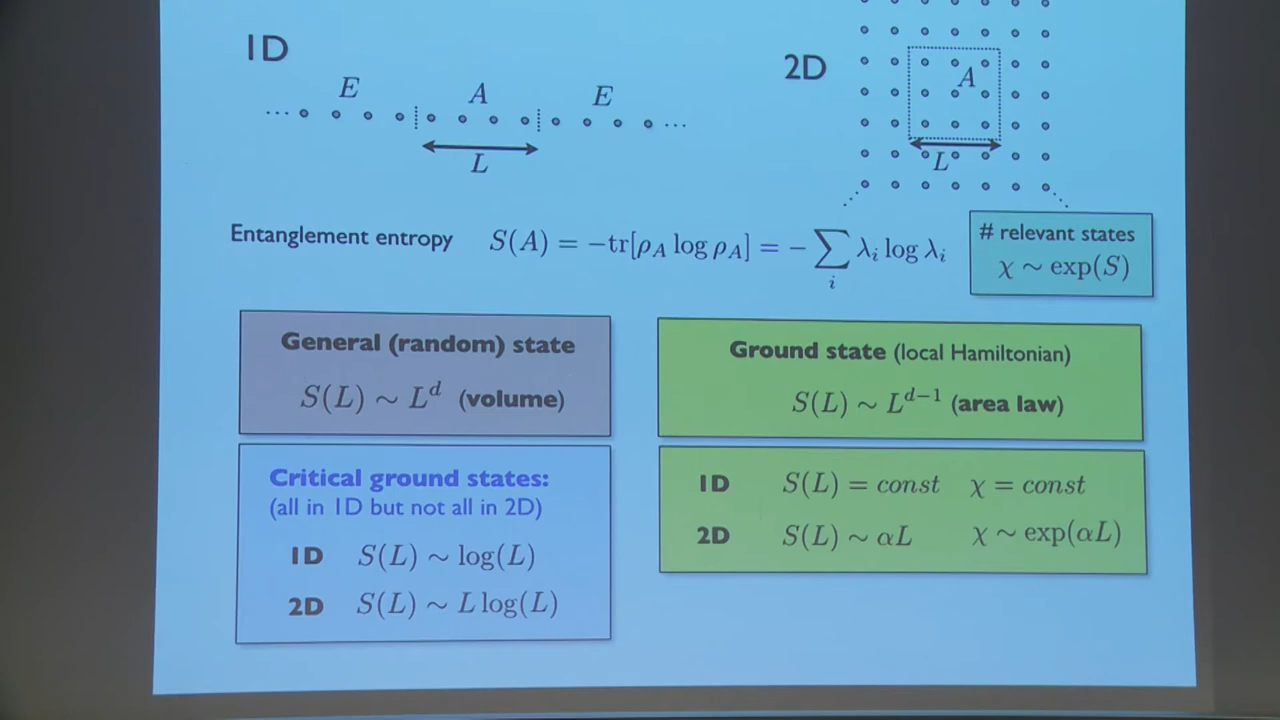 1D
2D
E A E
A
L
L
Entanglement entropy S(A) = −tr[ρ_A log ρ_A] = − ∑_i λ_i log λ_i
# relevant states
χ ∼ exp(S)
General (random) state
S(L) ∼ L^d (volume)
Ground state (local Hamiltonian)
S(L) ∼ L^{d−1} (area law)
Critical ground states:
(all in 1D but not all in 2D)
1D S(L) ∼ log(L)
2D S(L) ∼ L log(L)
1D S(L) = const χ = const
2D S(L) ∼ αL χ ∼ exp(αL)